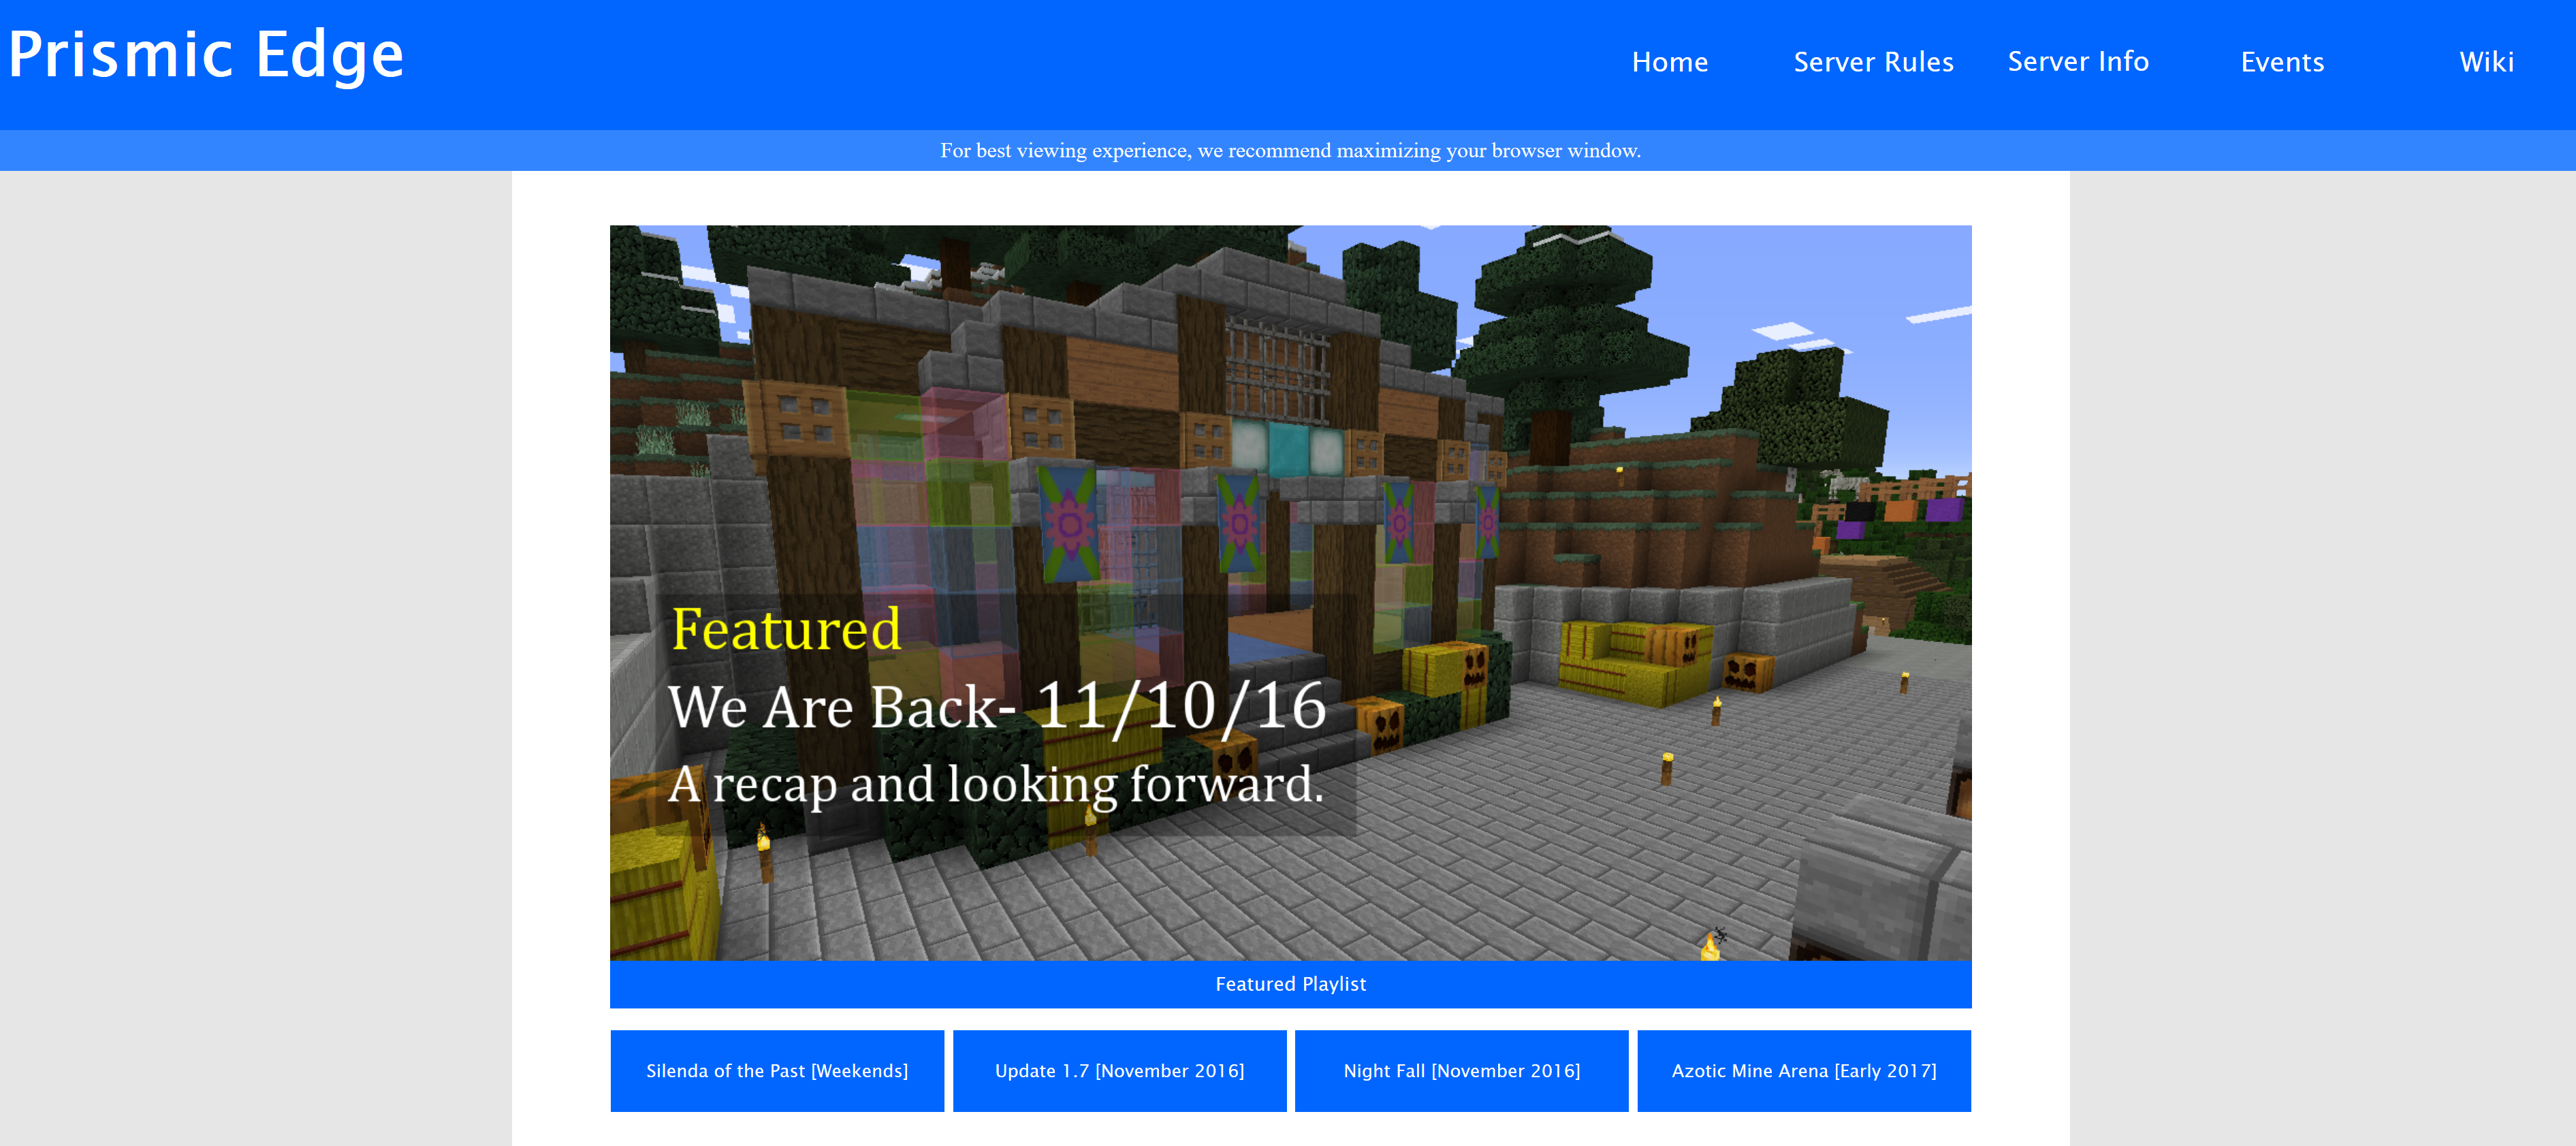 Prismic Edge
Home Server Rules Server Info Events Wiki
For best viewing experience, we recommend maximizing your browser window.
Featured
We Are Back- 11/10/16
A recap and looking forward.
Featured Playlist
Silenda of the Past [Weekends] Update 1.7 [November 2016] Night Fall [November 2016] Azotic Mine Arena [Early 2017]